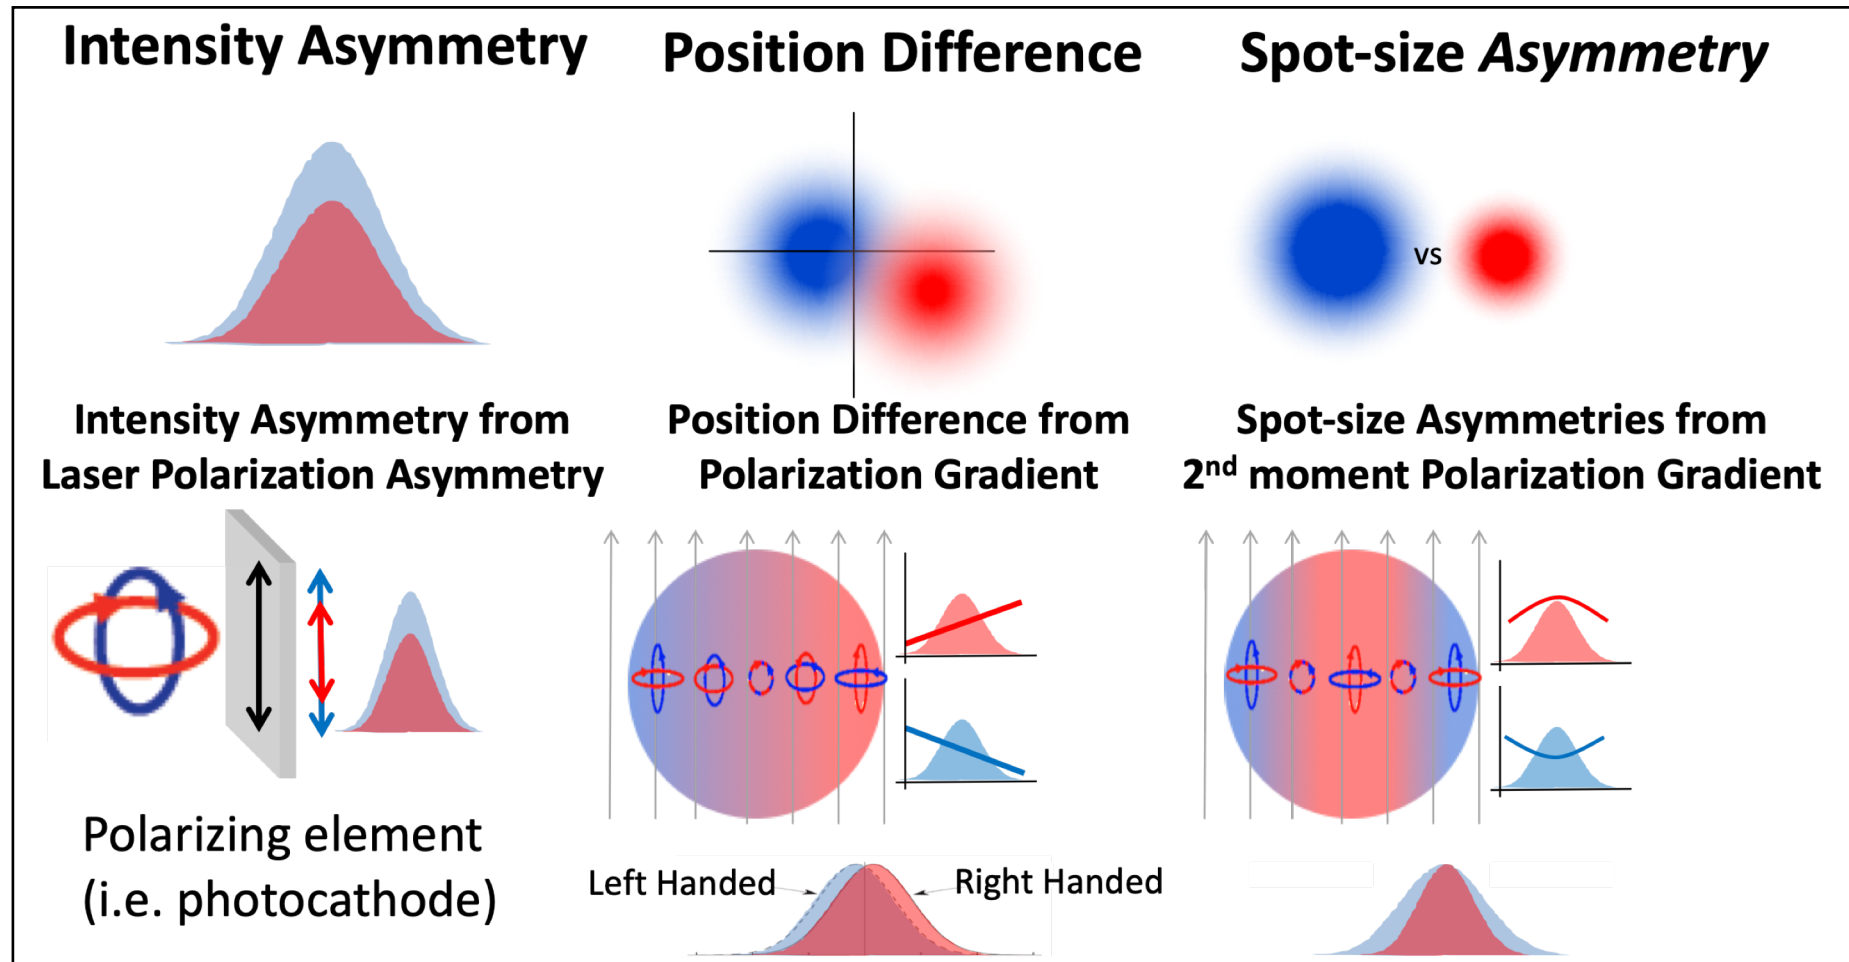 Intensity Asymmetry
Position Difference
Spot-size Asymmetry
vs
Intensity Asymmetry from
Laser Polarization Asymmetry
Position Difference from
Polarization Gradient
Spot-size Asymmetries from
2nd moment Polarization Gradient
Polarizing element
(i.e. photocathode)
Left Handed
Right Handed